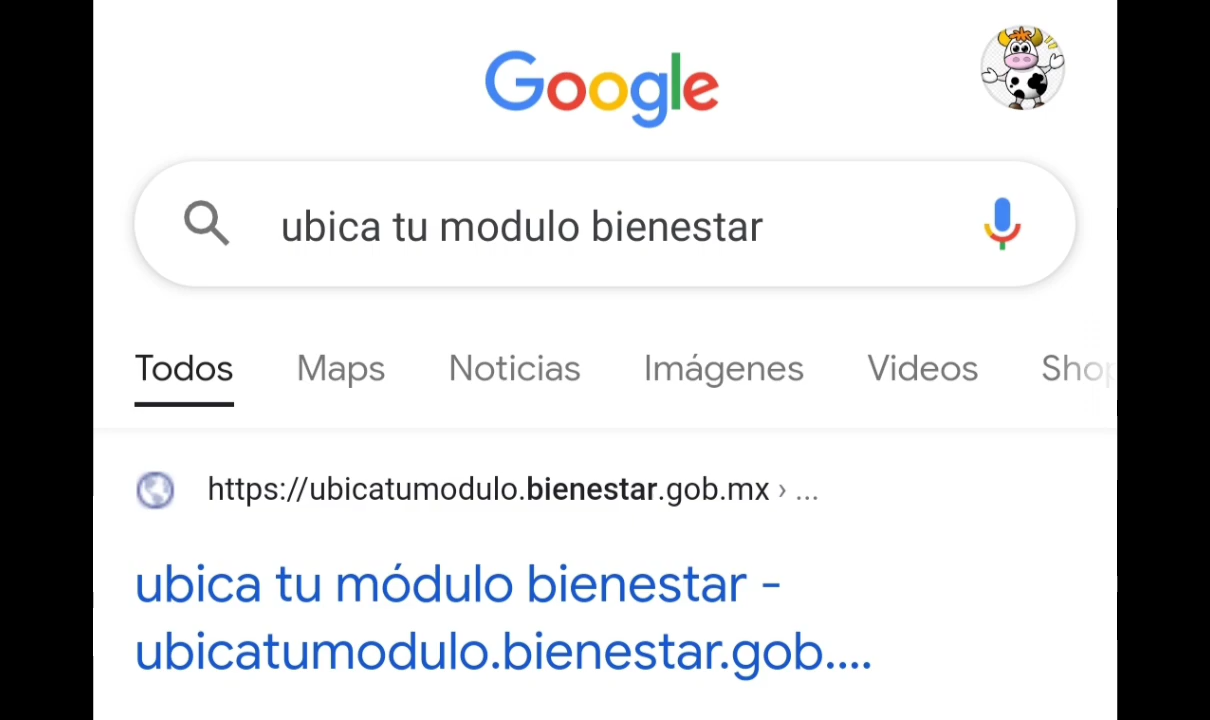 Google
ubica tu modulo bienestar
Todos Maps Noticias Imágenes Videos Shop
https://ubicatumodulo.bienestar.gob.mx › ...
ubica tu módulo bienestar -
ubicatumodulo.bienestar.gob....